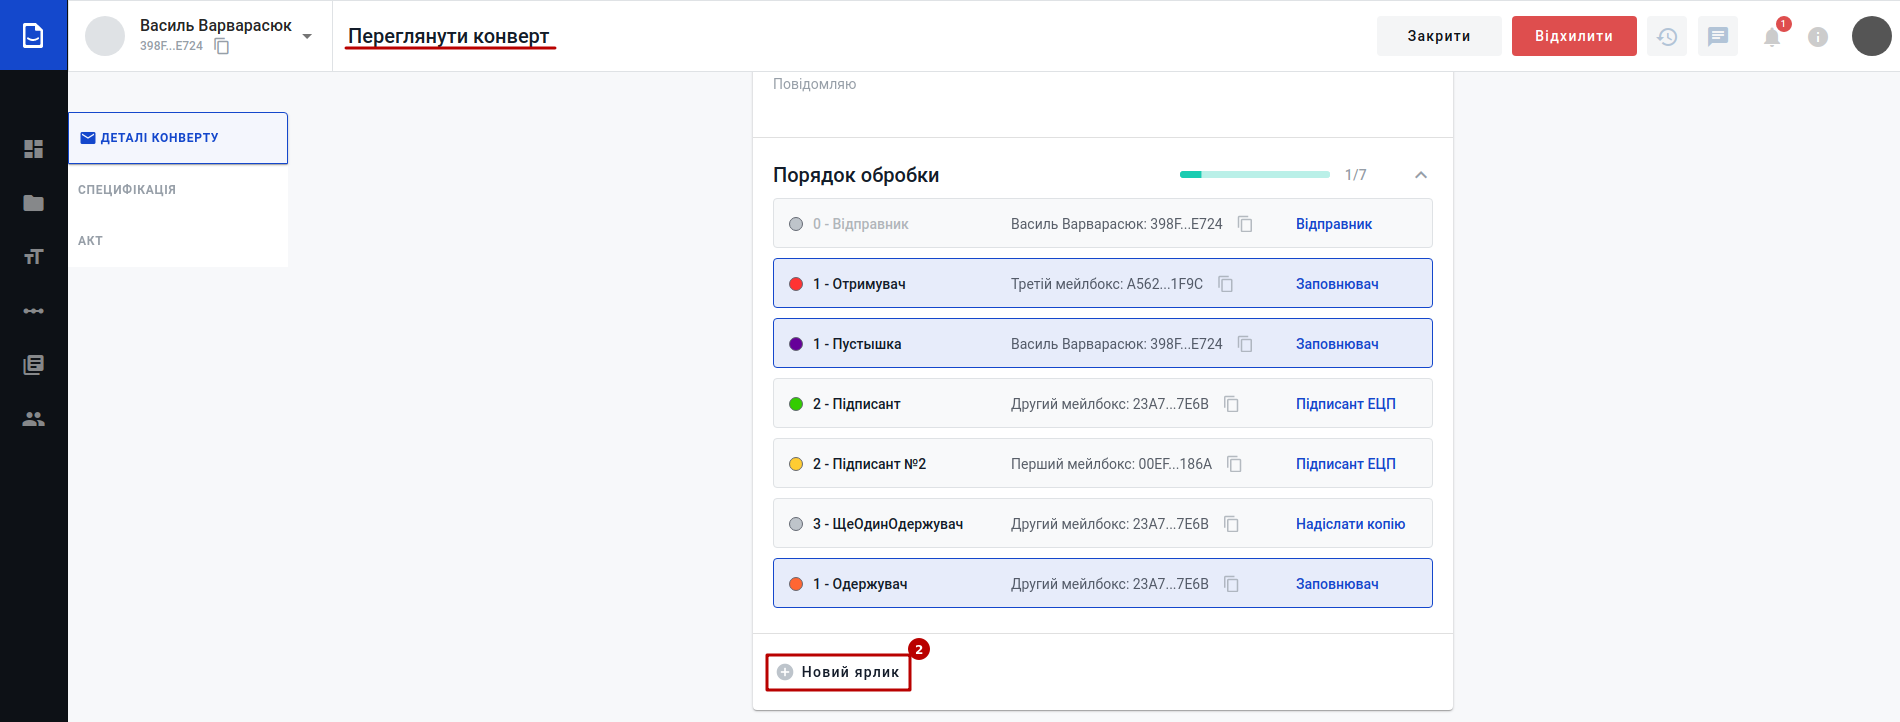 Василь Варварасюк
398F...E724
Переглянути конверт
Закрити
Відхилити
1
ДЕТАЛІ КОНВЕРТУ
СПЕЦИФІКАЦІЯ
АКТ
Повідомляю
Порядок обробки 1/7
0 - Відправник Василь Варварасюк: 398F...E724 Відправник
1 - Отримувач Третій мейлбокс: A562...1F9C Заповнювач
1 - Пустышка Василь Варварасюк: 398F...E724 Заповнювач
2 - Підписант Другий мейлбокс: 23A7...7E6B Підписант ЕЦП
2 - Підписант №2 Перший мейлбокс: 00EF...186A Підписант ЕЦП
3 - ЩеОдинОдержувач Другий мейлбокс: 23A7...7E6B Надіслати копію
1 - Одержувач Другий мейлбокс: 23A7...7E6B Заповнювач
2
Новий ярлик